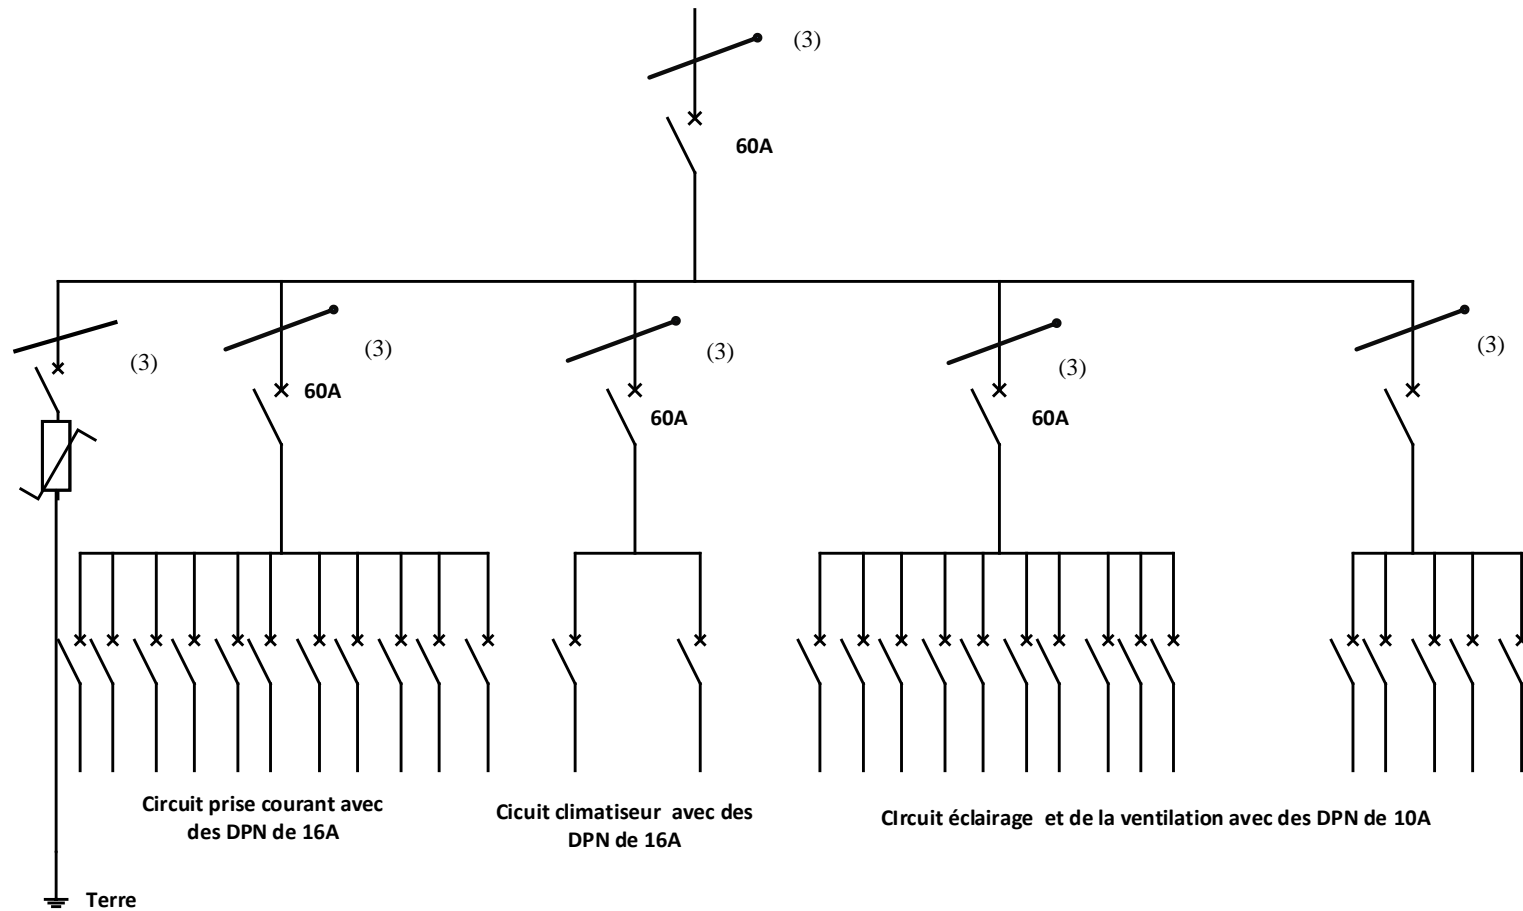 (3)
60A
(3)
(3)
(3)
(3)
(3)
60A
60A
60A
Circuit prise courant avec
des DPN de 16A
Cicuit climatiseur avec des
DPN de 16A
CIrcuit éclairage et de la ventilation avec des DPN de 10A
Terre